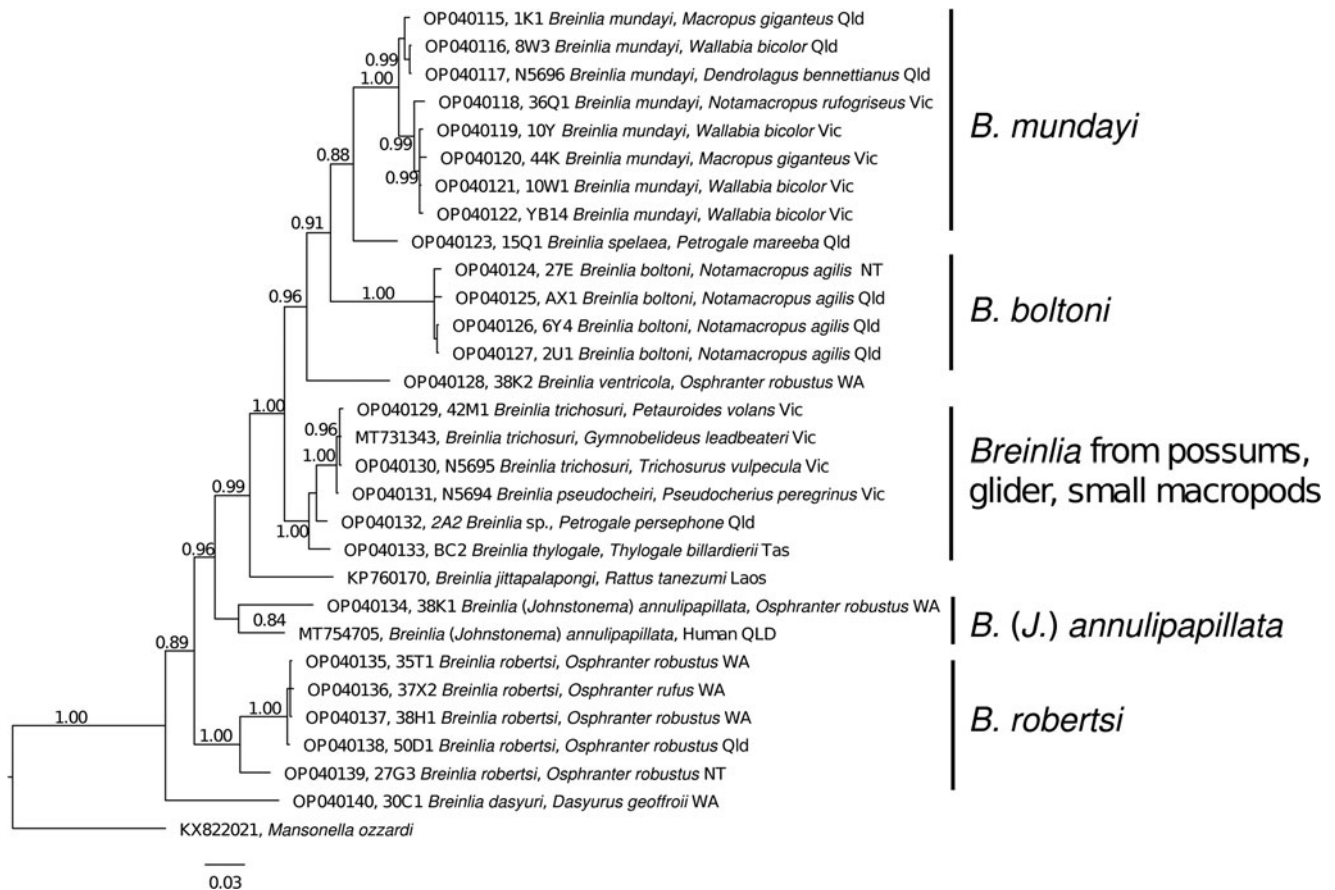 OP040115, 1K1 Breinlia mundayi, Macropus giganteus Qld
OP040116, 8W3 Breinlia mundayi, Wallabia bicolor Qld
0.99
OP040117, N5696 Breinlia mundayi, Dendrolagus bennettianus Qld
1.00
OP040118, 36Q1 Breinlia mundayi, Notamacropus rufogriseus Vic
B. mundayi
OP040119, 10Y Breinlia mundayi, Wallabia bicolor Vic
0.99
0.88
OP040120, 44K Breinlia mundayi, Macropus giganteus Vic
0.99
OP040121, 10W1 Breinlia mundayi, Wallabia bicolor Vic
OP040122, YB14 Breinlia mundayi, Wallabia bicolor Vic
0.91
OP040123, 15Q1 Breinlia spelaea, Petrogale mareeba Qld
OP040124, 27E Breinlia boltoni, Notamacropus agilis NT
1.00
OP040125, AX1 Breinlia boltoni, Notamacropus agilis Qld
B. boltoni
0.96
OP040126, 6Y4 Breinlia boltoni, Notamacropus agilis Qld
OP040127, 2U1 Breinlia boltoni, Notamacropus agilis Qld
OP040128, 38K2 Breinlia ventricola, Osphranter robustus WA
1.00
OP040129, 42M1 Breinlia trichosuri, Petauroides volans Vic
0.96
MT731343, Breinlia trichosuri, Gymnobelideus leadbeateri Vic
1.00
OP040130, N5695 Breinlia trichosuri, Trichosurus vulpecula Vic
Breinlia from possums,
glider, small macropods
0.99
OP040131, N5694 Breinlia pseudocheiri, Pseudocherius peregrinus Vic
OP040132, 2A2 Breinlia sp., Petrogale persephone Qld
1.00
OP040133, BC2 Breinlia thylogale, Thylogale billardierii Tas
0.96
KP760170, Breinlia jittapalapongi, Rattus tanezumi Laos
OP040134, 38K1 Breinlia (Johnstonema) annulipapillata, Osphranter robustus WA
0.84
B. (J.) annulipapillata
MT754705, Breinlia (Johnstonema) annulipapillata, Human QLD
0.89
OP040135, 35T1 Breinlia robertsi, Osphranter robustus WA
OP040136, 37X2 Breinlia robertsi, Osphranter rufus WA
1.00
1.00
OP040137, 38H1 Breinlia robertsi, Osphranter robustus WA
B. robertsi
1.00
OP040138, 50D1 Breinlia robertsi, Osphranter robustus Qld
OP040139, 27G3 Breinlia robertsi, Osphranter robustus NT
OP040140, 30C1 Breinlia dasyuri, Dasyurus geoffroii WA
KX822021, Mansonella ozzardi
0.03